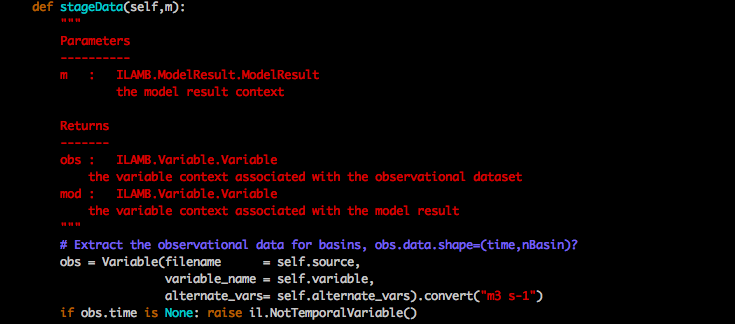 def stageData(self,m):
"""
Parameters
----------
m   :   ILAMB.ModelResult.ModelResult
        the model result context
Returns
-------
obs :   ILAMB.Variable.Variable
    the variable context associated with the observational dataset
mod :   ILAMB.Variable.Variable
    the variable context associated with the model result
"""
# Extract the observational data for basins, obs.data.shape=(time,nBasin)?
obs = Variable(filename      = self.source,
               variable_name = self.variable,
               alternate_vars= self.alternate_vars).convert("m3 s-1")
if obs.time is None: raise il.NotTemporalVariable()